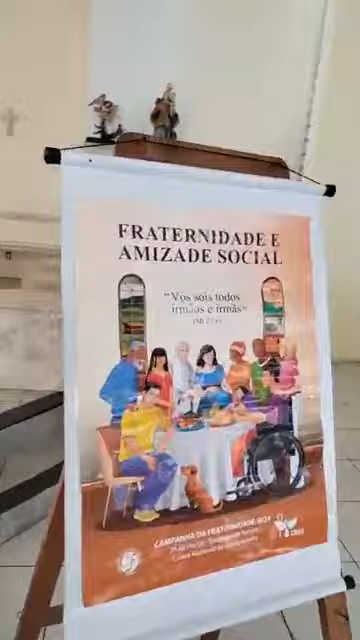 FRATERNIDADE E
AMIZADE SOCIAL
"Vós sois todos
irmãos e irmãs"
CAMPANHA DA FRATERNIDADE